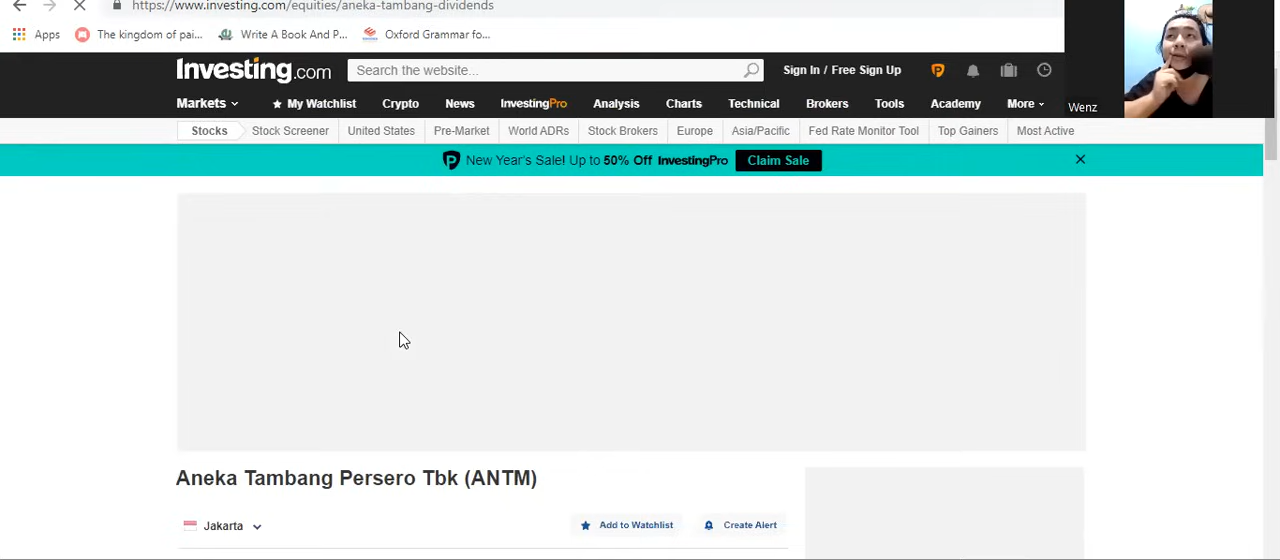 https://www.investing.com/equities/aneka-tambang-dividends
Apps The kingdom of pai... Write A Book And P... Oxford Grammar fo...
Investing.com Search the website... Sign In / Free Sign Up
Wenz
Markets My Watchlist Crypto News InvestingPro Analysis Charts Technical Brokers Tools Academy More
Stocks Stock Screener United States Pre-Market World ADRs Stock Brokers Europe Asia/Pacific Fed Rate Monitor Tool Top Gainers Most Active
New Year's Sale! Up to 50% Off InvestingPro Claim Sale
Aneka Tambang Persero Tbk (ANTM)
Jakarta Add to Watchlist Create Alert